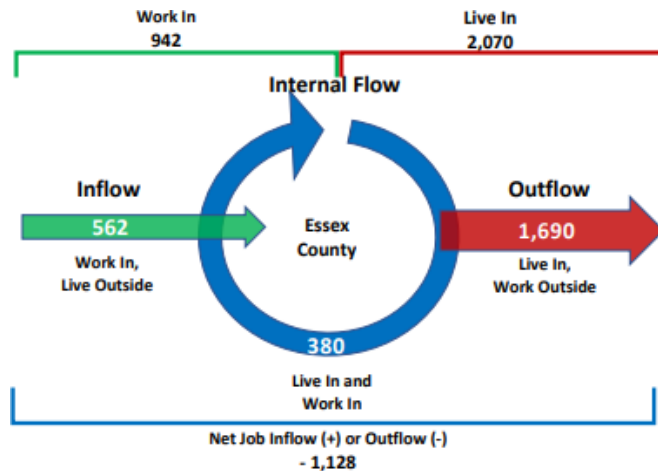 Work In
942
Live In
2,070
Internal Flow
Inflow
562
Work In,
Live Outside
Essex
County
Outflow
1,690
Live In,
Work Outside
380
Live In and
Work In
Net Job Inflow (+) or Outflow (-)
- 1,128